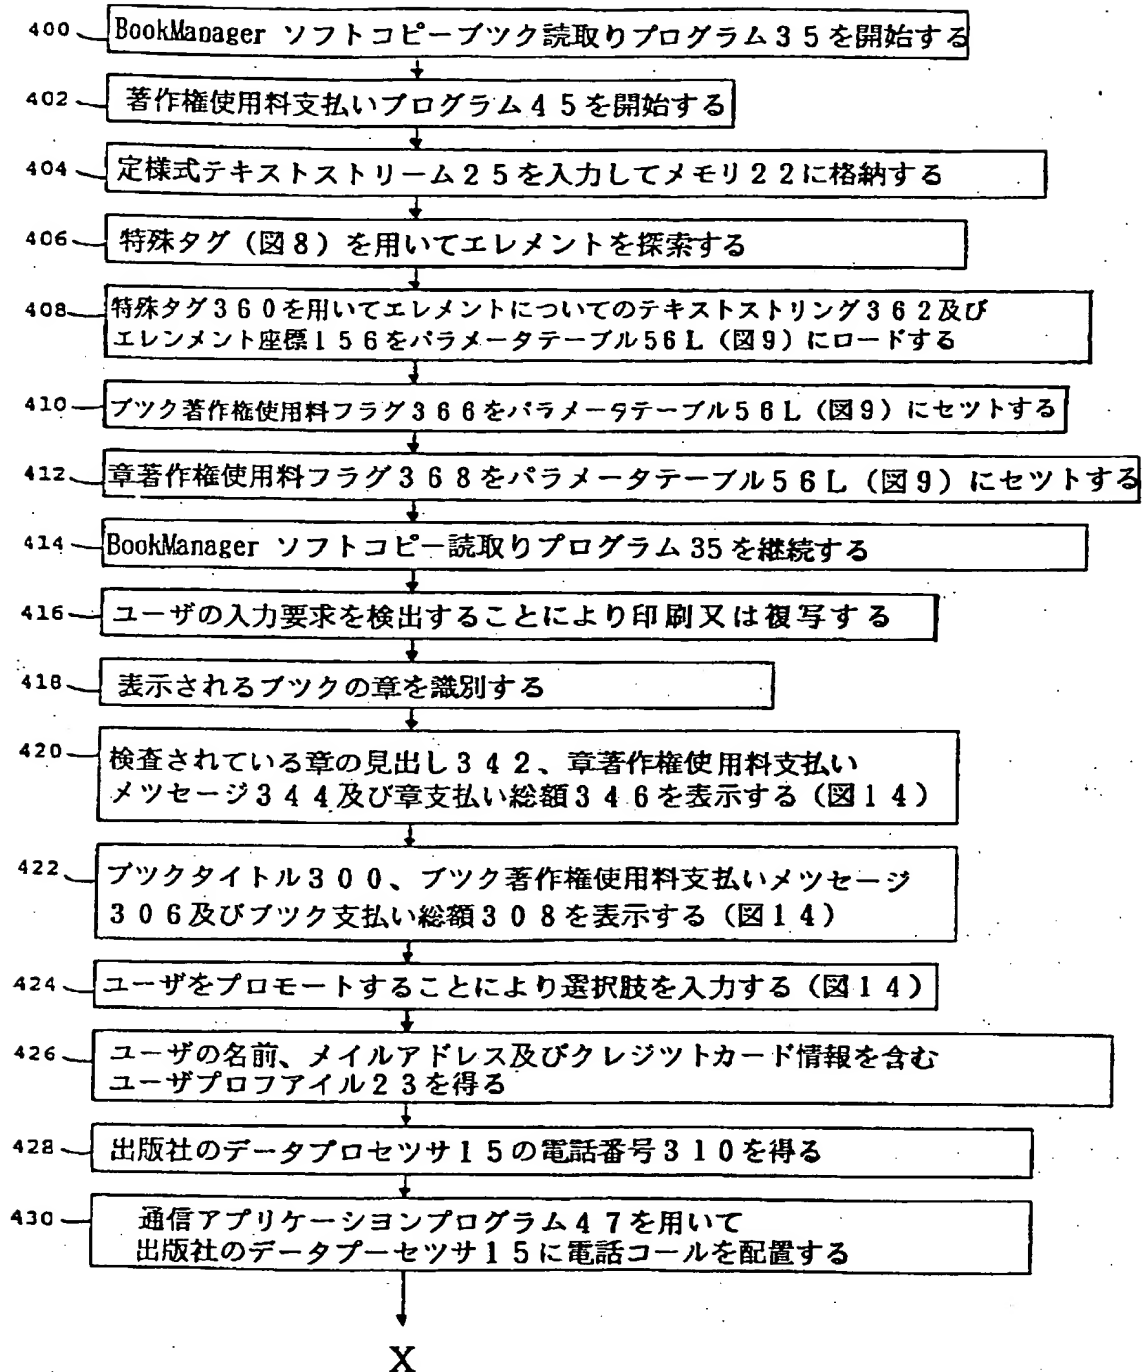 400 BookManager ソフトコピーブツク読取りプログラム35を開始する
402 著作権使用料支払いプログラム45を開始する
404 定様式テキストストリーム25を入力してメモリ22に格納する
406 特殊タグ(図8)を用いてエレメントを探索する
408 特殊タグ360を用いてエレメントについてのテキストストリング362及び
エレンメント座標156をパラメータテーブル56L(図9)にロードする
410 ブツク著作権使用料フラグ366をパラメータテーブル56L(図9)にセツトする
412 章著作権使用料フラグ368をパラメータテーブル56L(図9)にセツトする
414 BookManager ソフトコピー読取りプログラム35を継続する
416 ユーザの入力要求を検出することにより印刷又は複写する
418 表示されるブツクの章を識別する
420 検査されている章の見出し342、章著作権使用料支払い
メツセージ344及び章支払い総額346を表示する(図14)
422 ブツクタイトル300、ブツク著作権使用料支払いメツセージ
306及びブツク支払い総額308を表示する(図14)
424 ユーザをプロモートすることにより選択肢を入力する(図14)
426 ユーザの名前、メイルアドレス及びクレジツトカード情報を含む
ユーザプロフアイル23を得る
428 出版社のデータプロセツサ15の電話番号310を得る
430 通信アプリケーシヨンプログラム47を用いて
出版社のデータプーセツサ15に電話コールを配置する
X